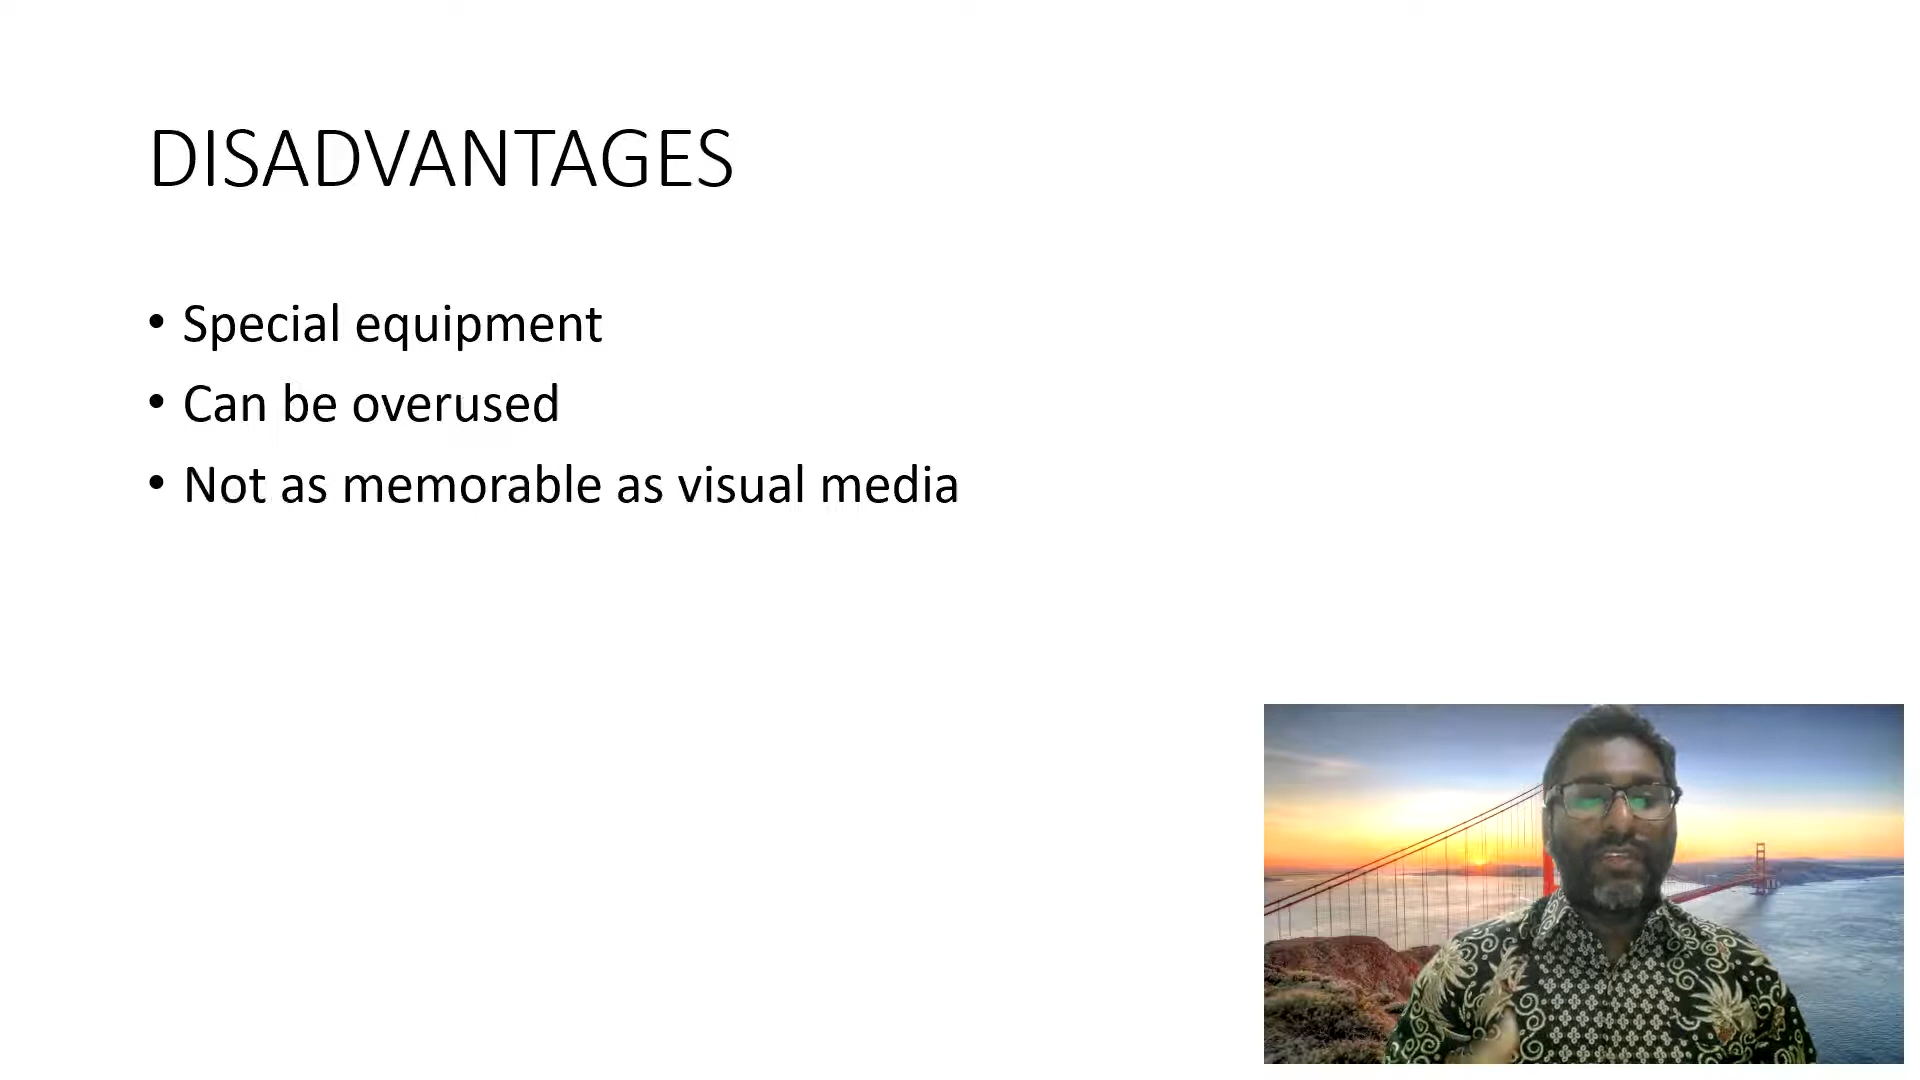 DISADVANTAGES
• Special equipment
• Can be overused
• Not as memorable as visual media